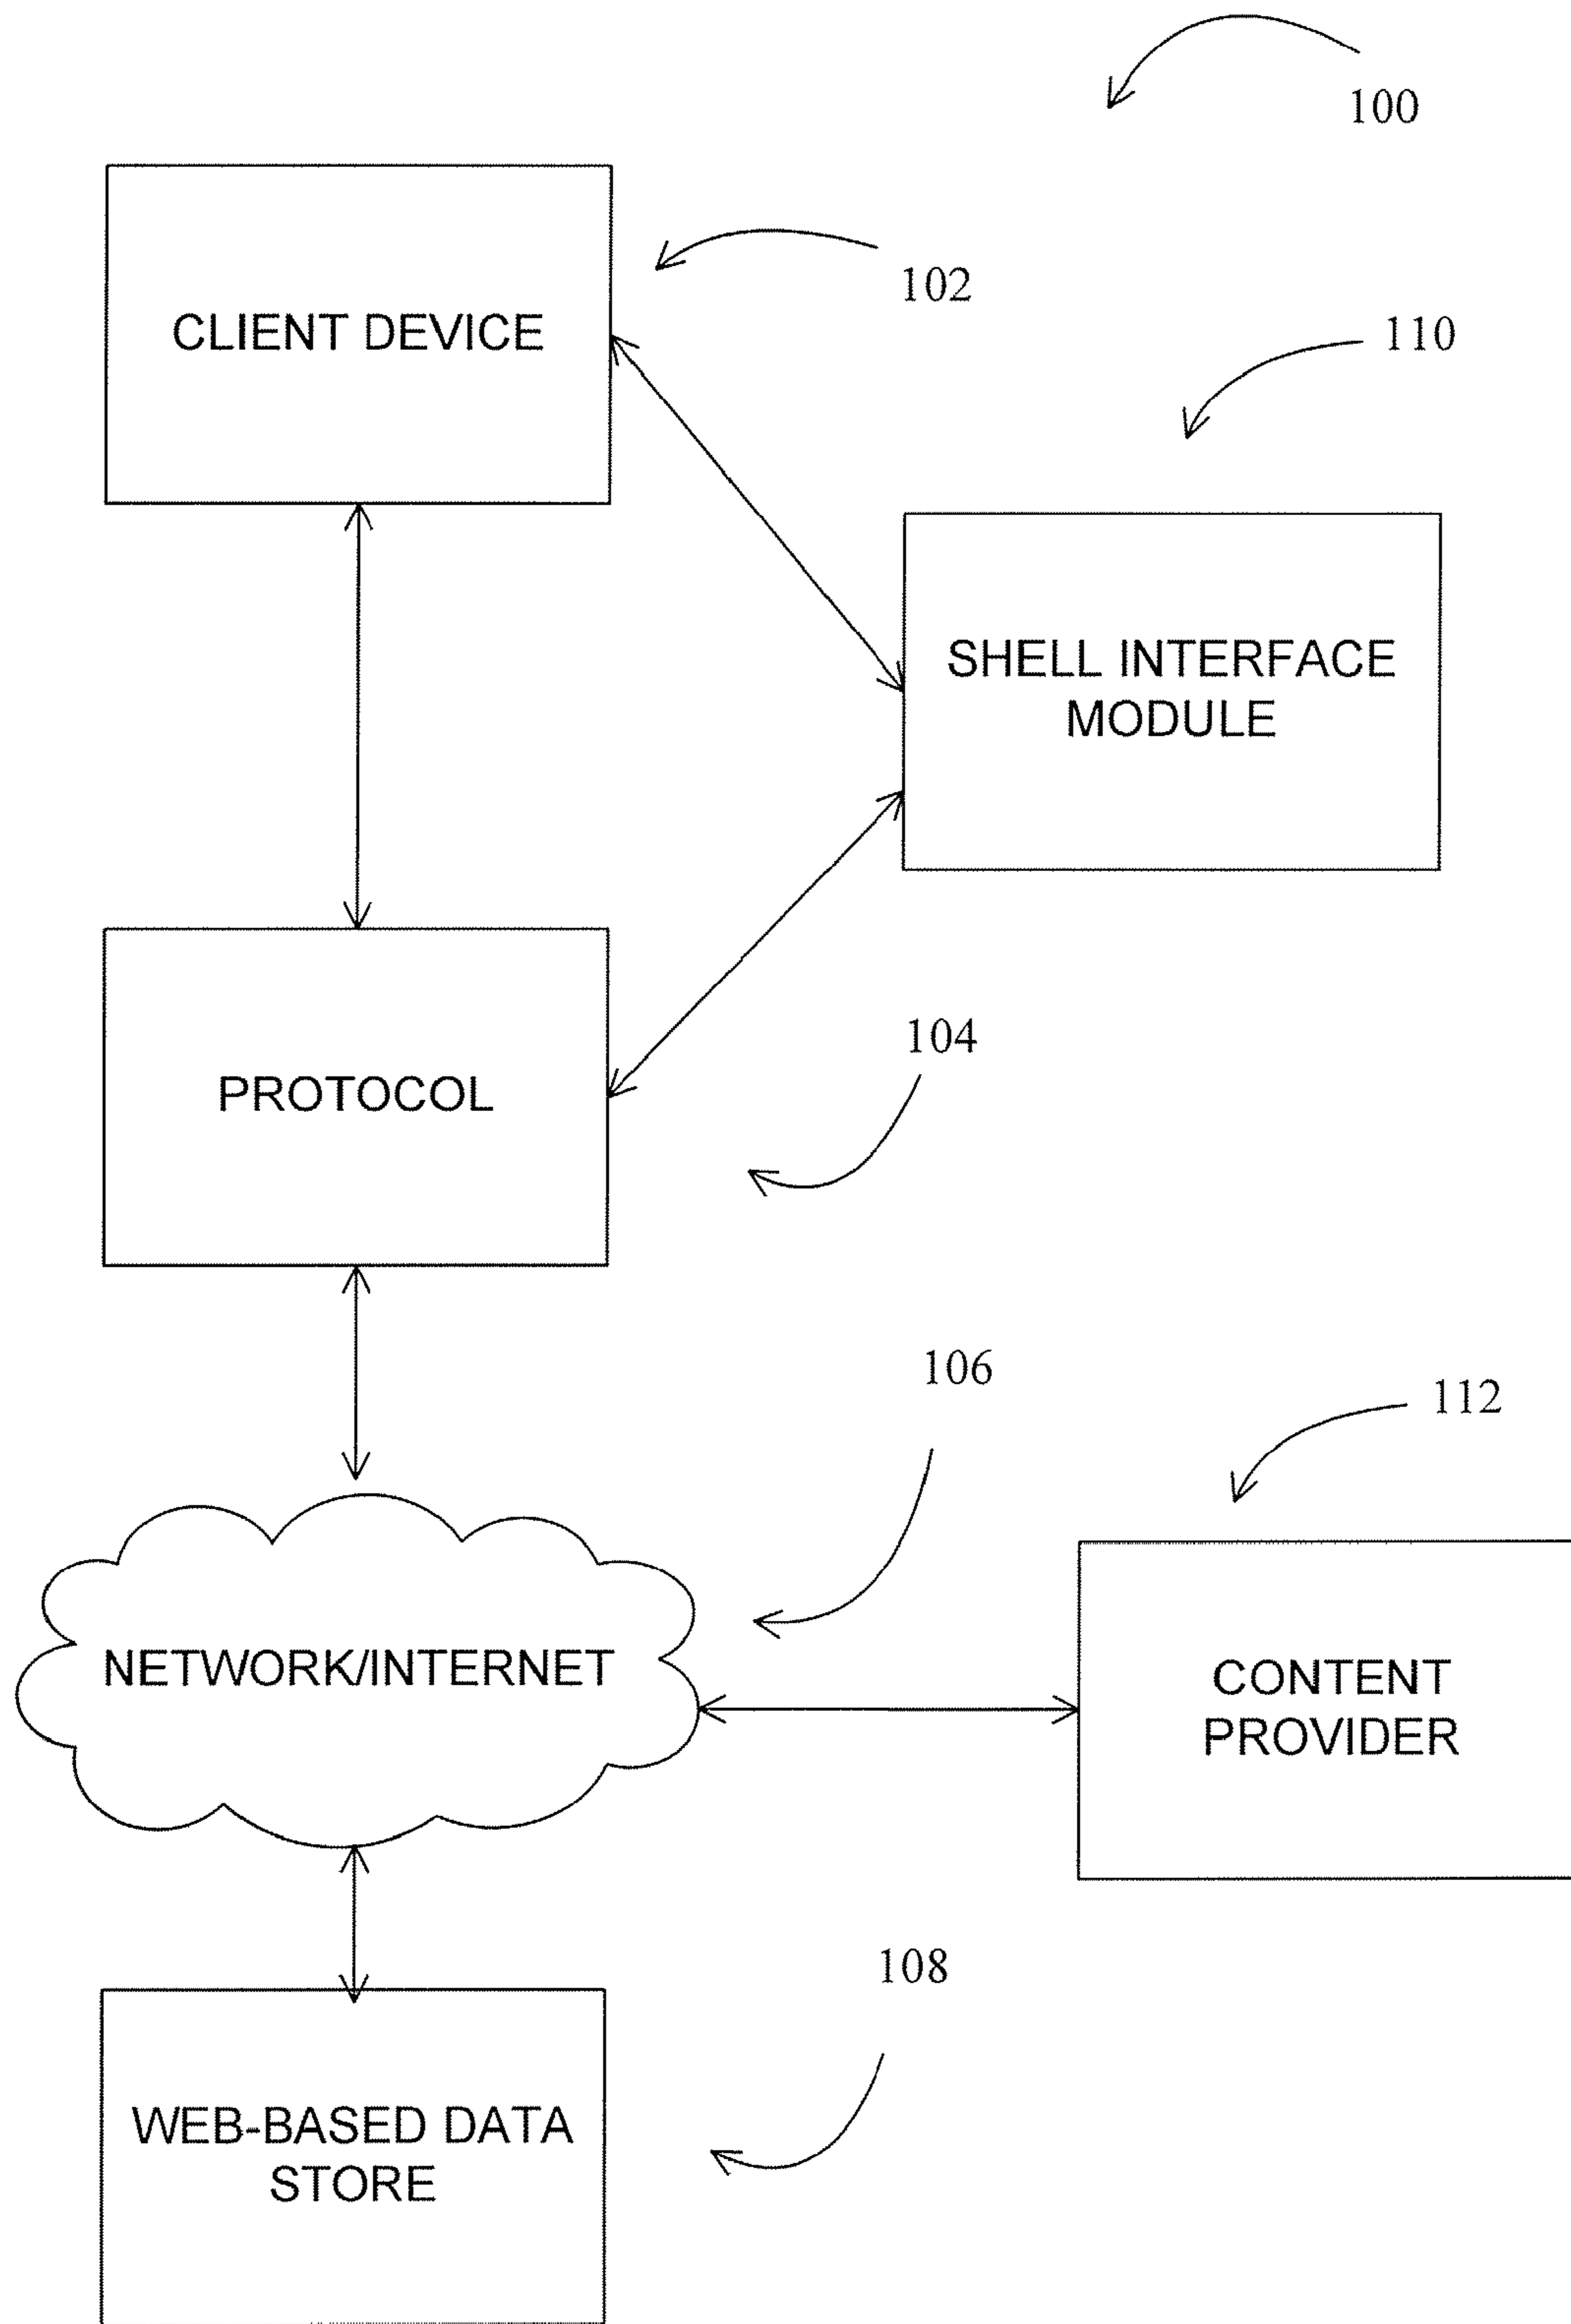 100
102
CLIENT DEVICE
110
SHELL INTERFACE
MODULE
104
PROTOCOL
106
112
NETWORK/INTERNET
CONTENT
PROVIDER
108
WEB-BASED DATA
STORE